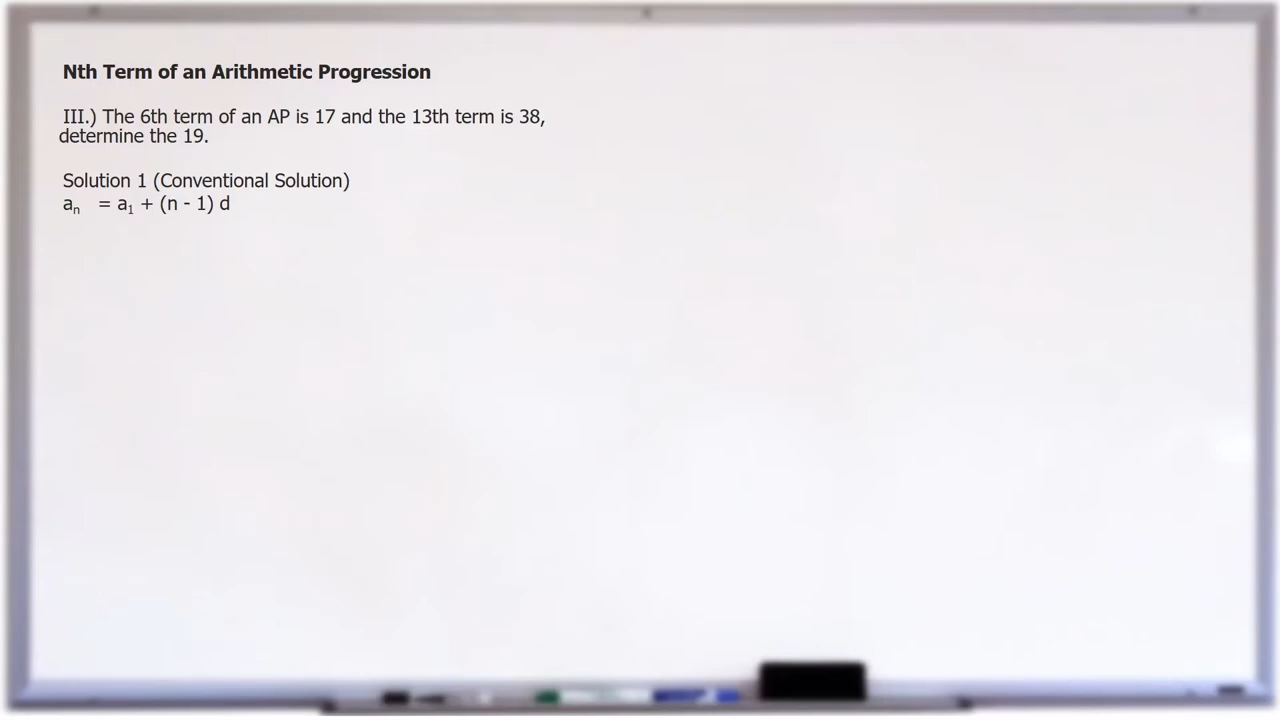 Nth Term of an Arithmetic Progression
III.) The 6th term of an AP is 17 and the 13th term is 38,
determine the 19.
Solution 1 (Conventional Solution)
aₙ = a₁ + (n - 1) d